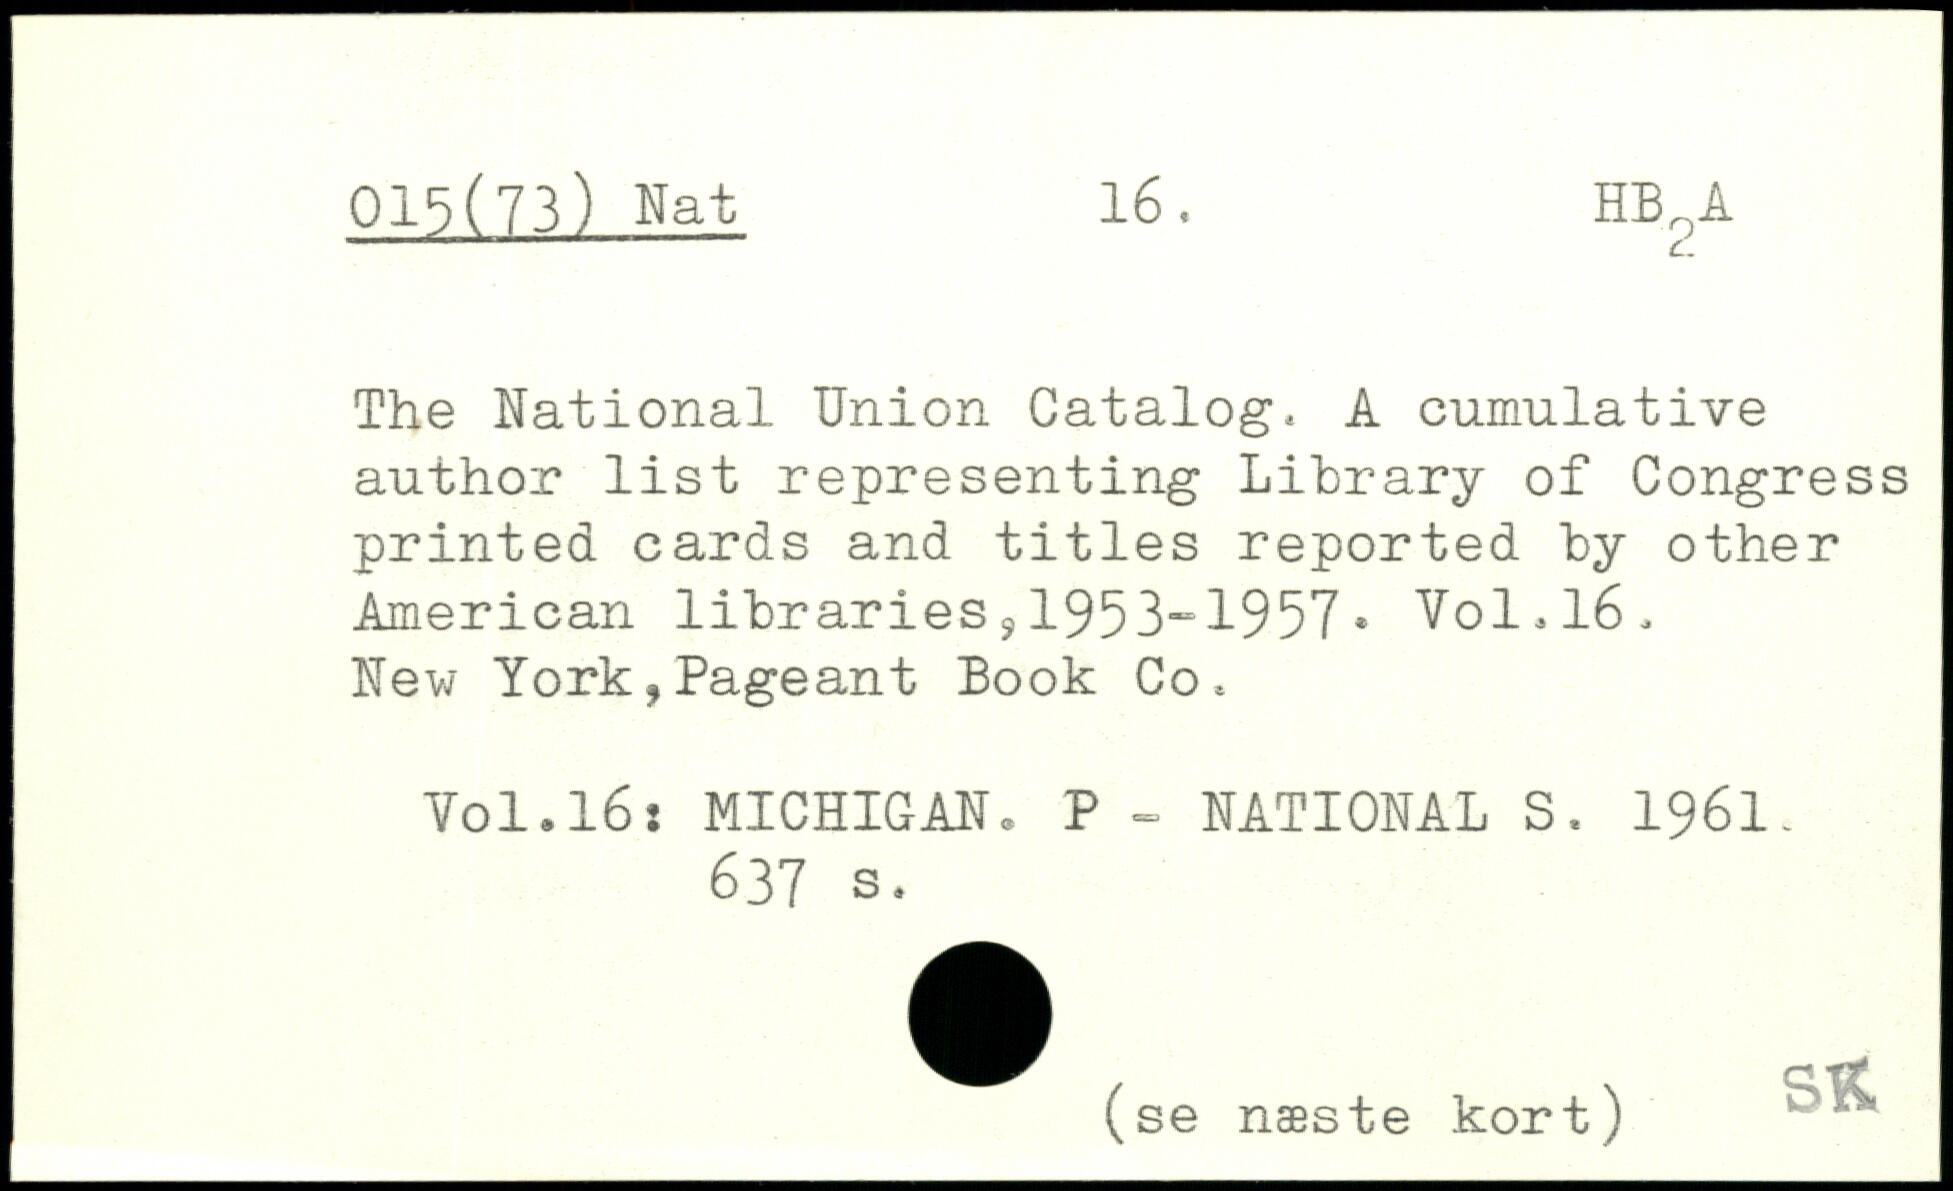 015(73) Nat 16. HB2A
The National Union Catalog. A cumulative
author list representing Library of Congress
printed cards and titles reported by other
American libraries,1953-1957. Vol.16.
New York,Pageant Book Co.
Vol.16: MICHIGAN. P - NATIONAL S. 1961.
637 s.
(se næste kort)
SK